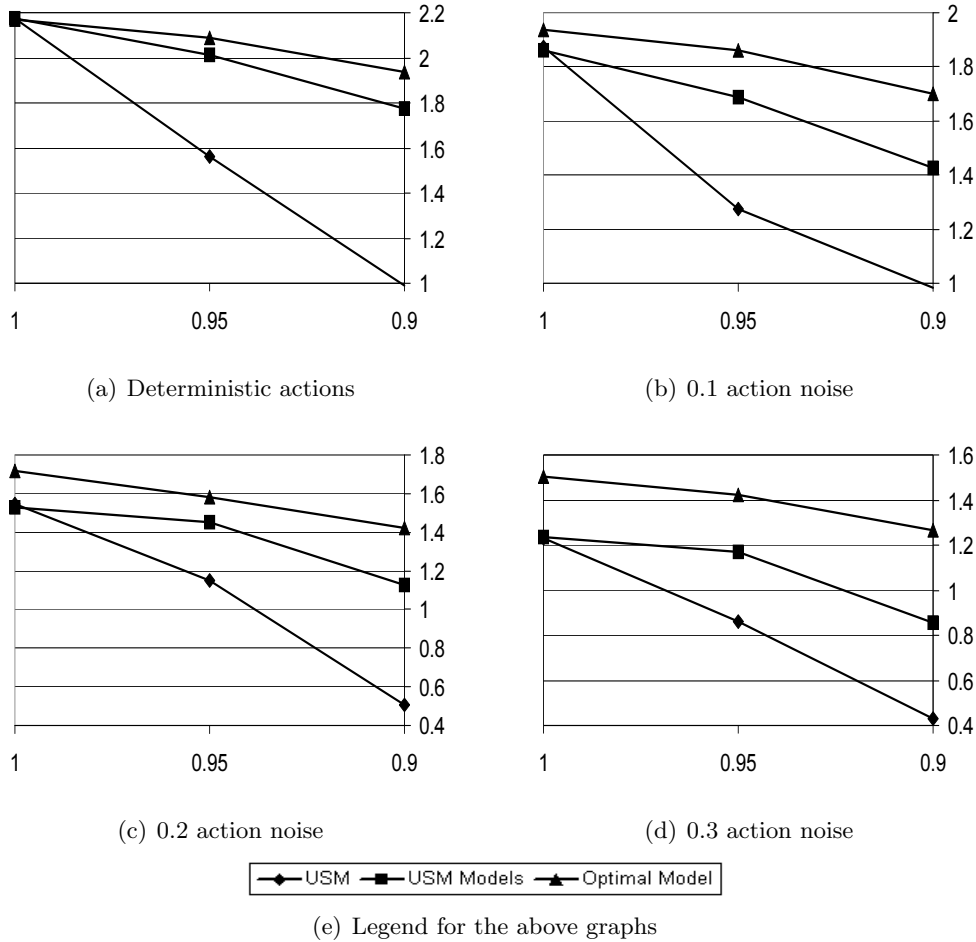 2.2
2
1.8
1.6
1.4
1.2
1
1 0.95 0.9
(a) Deterministic actions
2
1.8
1.6
1.4
1.2
1
1 0.95 0.9
(b) 0.1 action noise
1.8
1.6
1.4
1.2
1
0.8
0.6
0.4
1 0.95 0.9
(c) 0.2 action noise
1.6
1.4
1.2
1
0.8
0.6
0.4
1 0.95 0.9
(d) 0.3 action noise
USM USM Models Optimal Model
(e) Legend for the above graphs